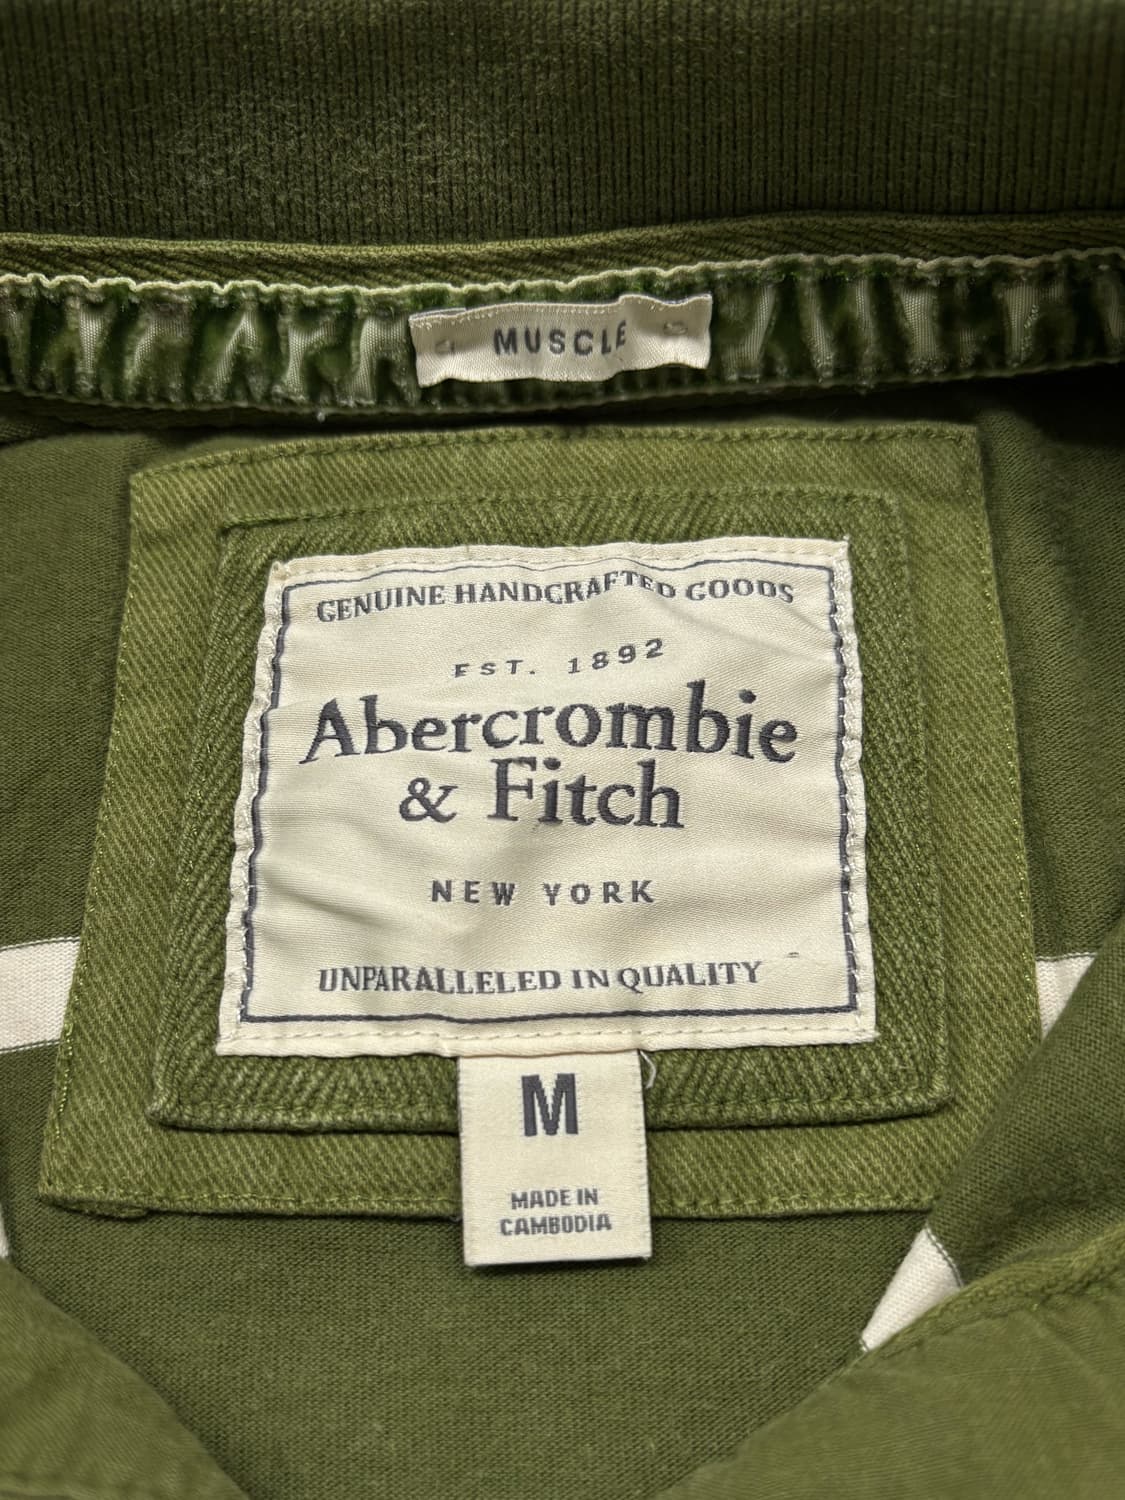 MUSCLE
GENUINE HANDCRAFTED GOODS
EST. 1892
Abercrombie
& Fitch
NEW YORK
UNPARALLELED IN QUALITY
M
MADE IN
CAMBODIA